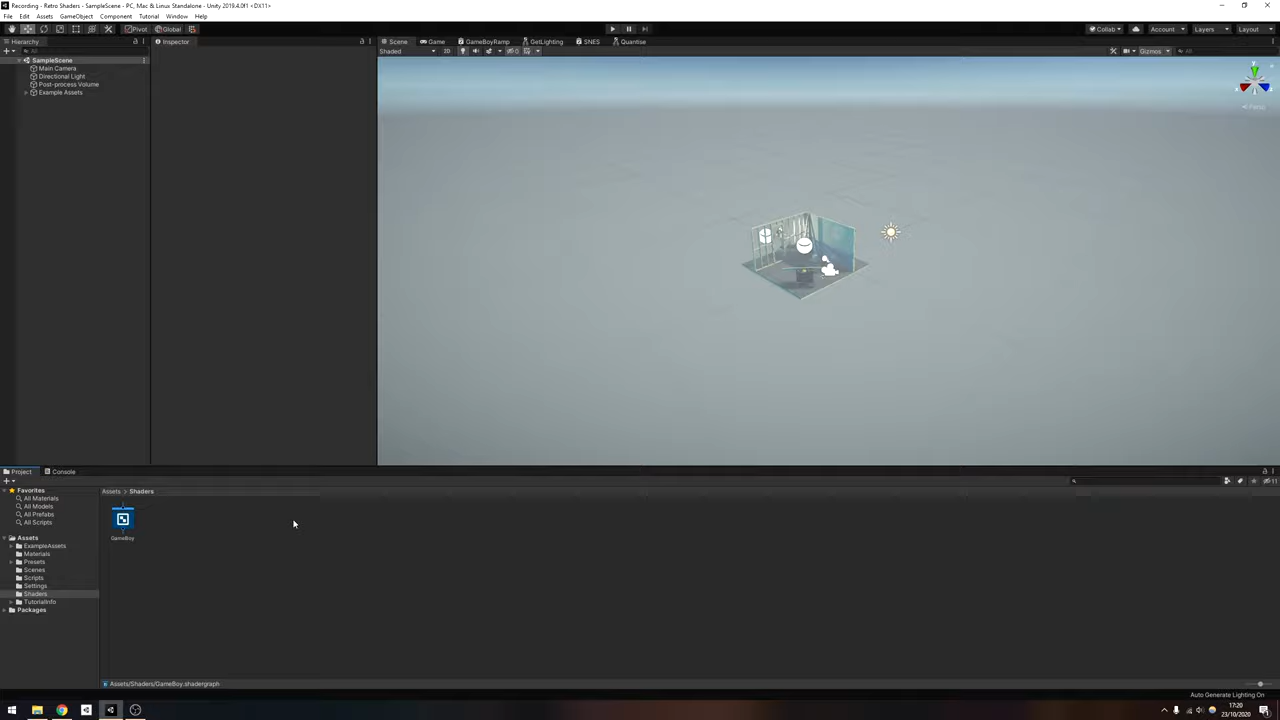 Recording - Retro Shaders - SampleScene - PC, Mac & Linux Standalone - Unity 2019.4.0f1 <DX11>
File Edit Assets GameObject Component Tutorial Window Help
Pivot Global Collab Account Layers Layout
Hierarchy Inspector Scene Game GameBoyRamp GetLighting SNES Quantise
All Shaded 2D Gizmos All
SampleScene
Main Camera
Directional Light
Post-process Volume
Example Assets
Persp
Project Console
Favorites
All Materials
All Models
All Prefabs
All Scripts
Assets > Shaders
GameBoy
Assets
ExampleAssets
Materials
Presets
Scenes
Scripts
Settings
Shaders
TutorialInfo
Packages
Assets/Shaders/GameBoy.shadergraph
Auto Generate Lighting On
17:20
23/10/2020